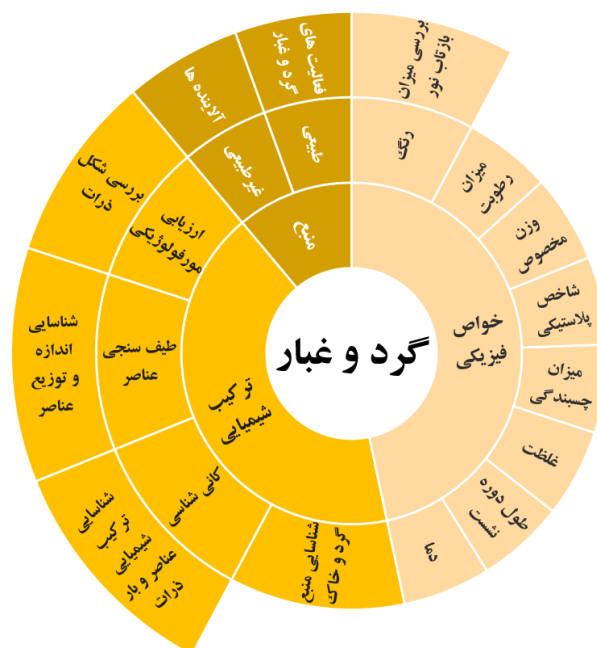 گرد و غبار
خواص
فیزیکی
رنگ
بررسی میزان
بازتاب نور
میزان
رطوبت
وزن
مخصوص
شاخص
پلاستیکی
میزان
چسبندگی
غلظت
طول دوره
نشست
دما
ترکیب
شیمیایی
شناسایی منبع
گرد و خاک
کانی شناسی
شناسایی
ترکیب
شیمیایی
عناصر و بار
ذرات
طیف سنجی
عناصر
شناسایی
اندازه
و توزیع
عناصر
ارزیابی
مورفولوژیکی
بررسی شکل
ذرات
منبع
غیر طبیعی
آلاینده ها
طبیعی
فعالیت های
گرد و غبار